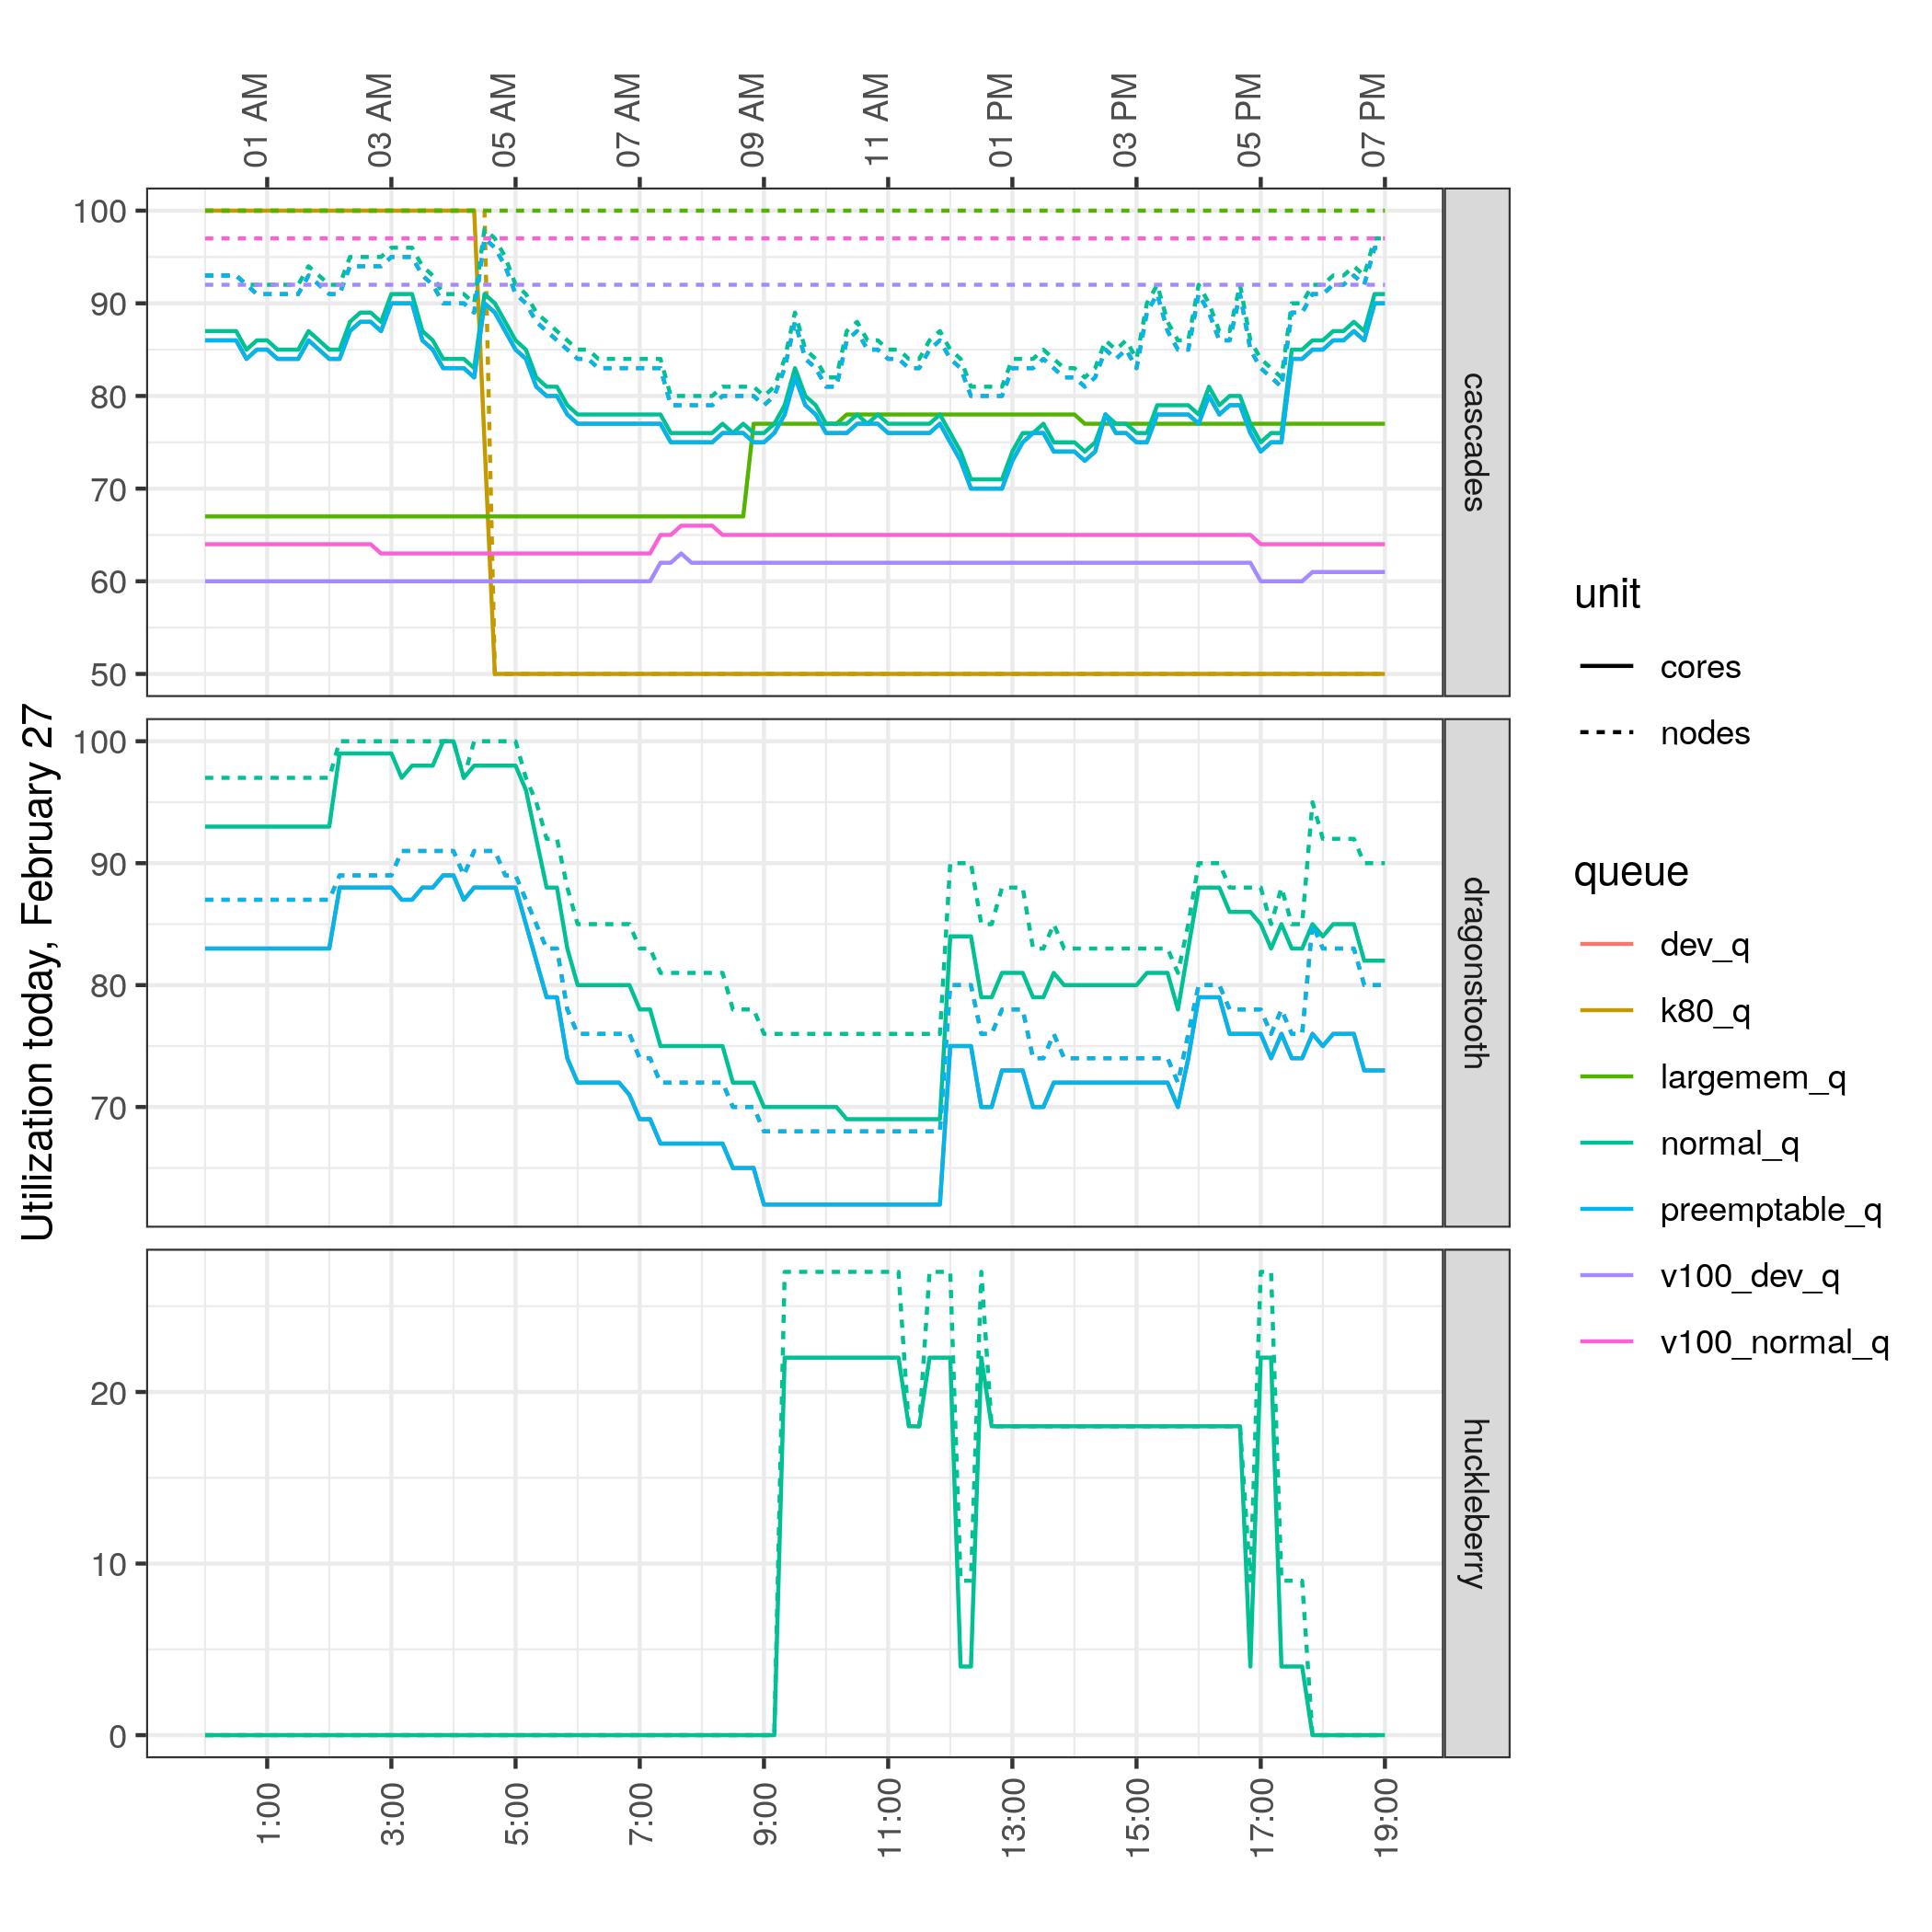 01 AM
03 AM
05 AM
07 AM
09 AM
11 AM
01 PM
03 PM
05 PM
07 PM
Utilization today, February 27
100
90
80
70
60
50
cascades
100
90
80
70
dragonstooth
20
10
0
huckleberry
1:00
3:00
5:00
7:00
9:00
11:00
13:00
15:00
17:00
19:00
unit
cores
nodes
queue
dev_q
k80_q
largemem_q
normal_q
preemptable_q
v100_dev_q
v100_normal_q